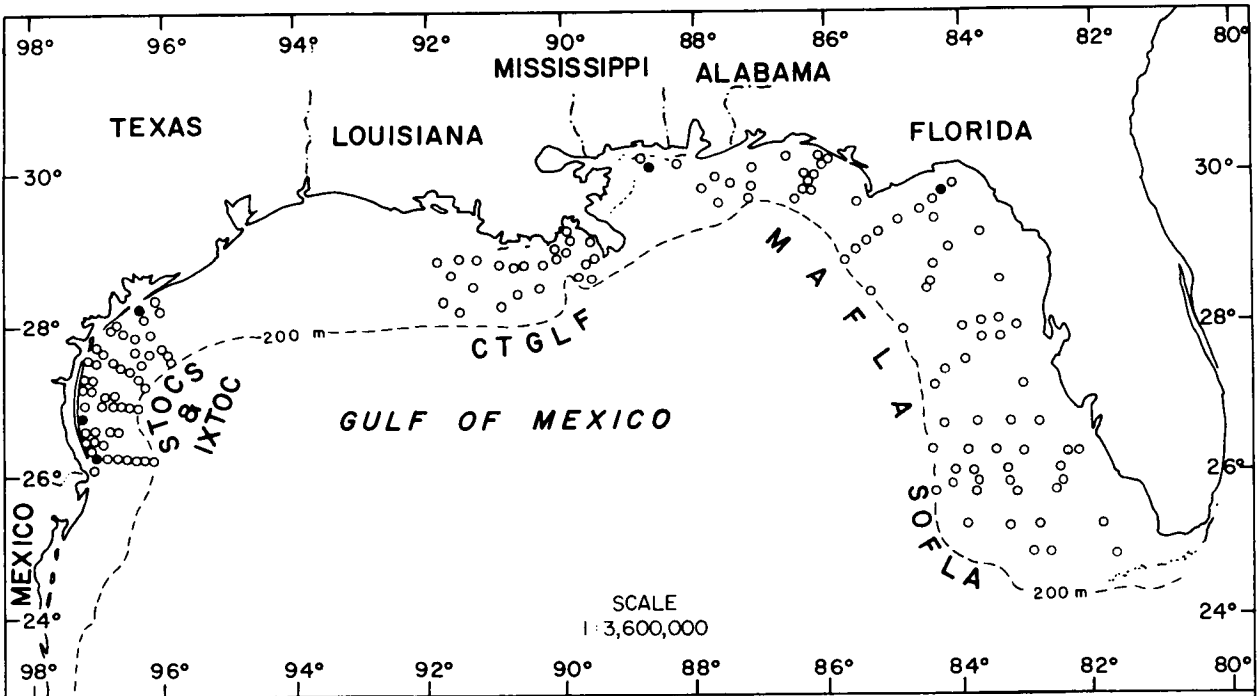 98° 96° 94° 92° 90° 88° 86° 84° 82° 80°
MISSISSIPPI ALABAMA
TEXAS LOUISIANA FLORIDA
30° 30°
MAFLA
28° 28°
200 m
CTGLF
STOCS
&
IXTOC
GULF OF MEXICO
26° 26°
SOFLA
MEXICO
200 m
SCALE
1:3,600,000
24° 24°
98° 96° 94° 92° 90° 88° 86° 84° 82° 80°